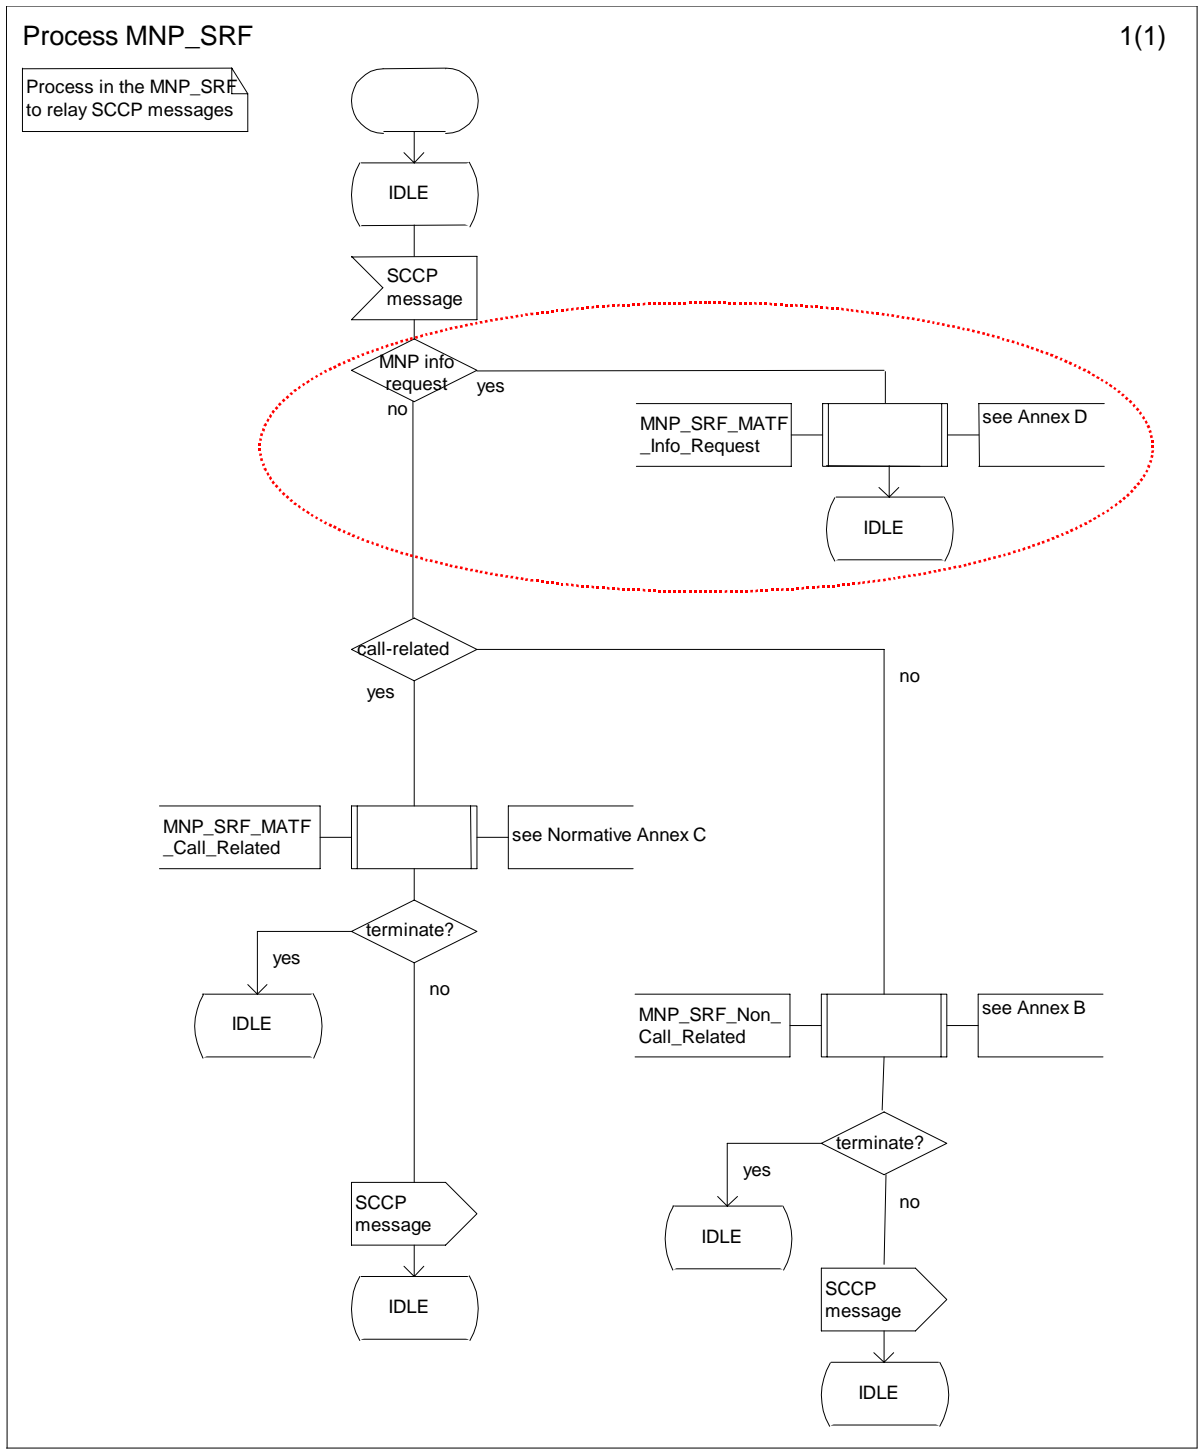 Process MNP_SRF
1(1)
Process in the MNP_SRF
to relay SCCP messages
IDLE
SCCP
message
MNP info
request
yes
no
MNP_SRF_MATF
_Info_Request
see Annex D
IDLE
call-related
no
yes
MNP_SRF_MATF
_Call_Related
see Normative Annex C
terminate?
yes
no
IDLE
MNP_SRF_Non_
Call_Related
see Annex B
terminate?
yes
no
SCCP
message
IDLE
IDLE
SCCP
message
IDLE